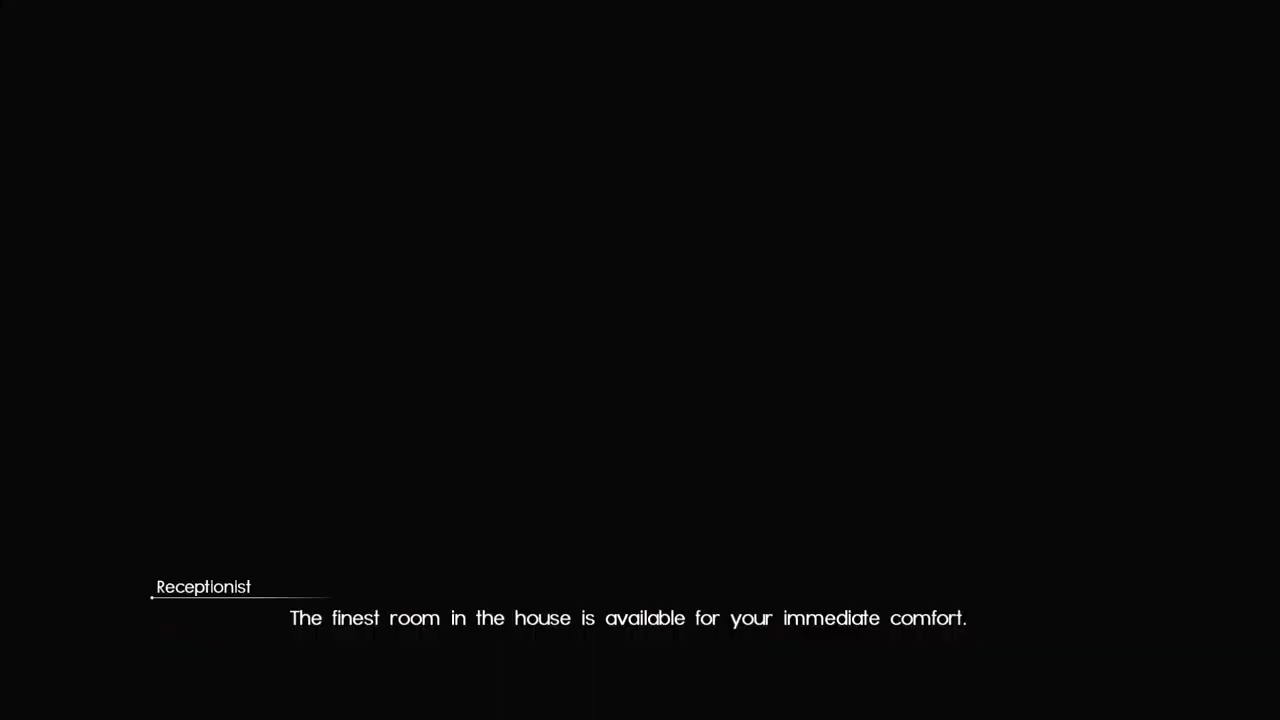 Receptionist
The finest room in the house is available for your immediate comfort.